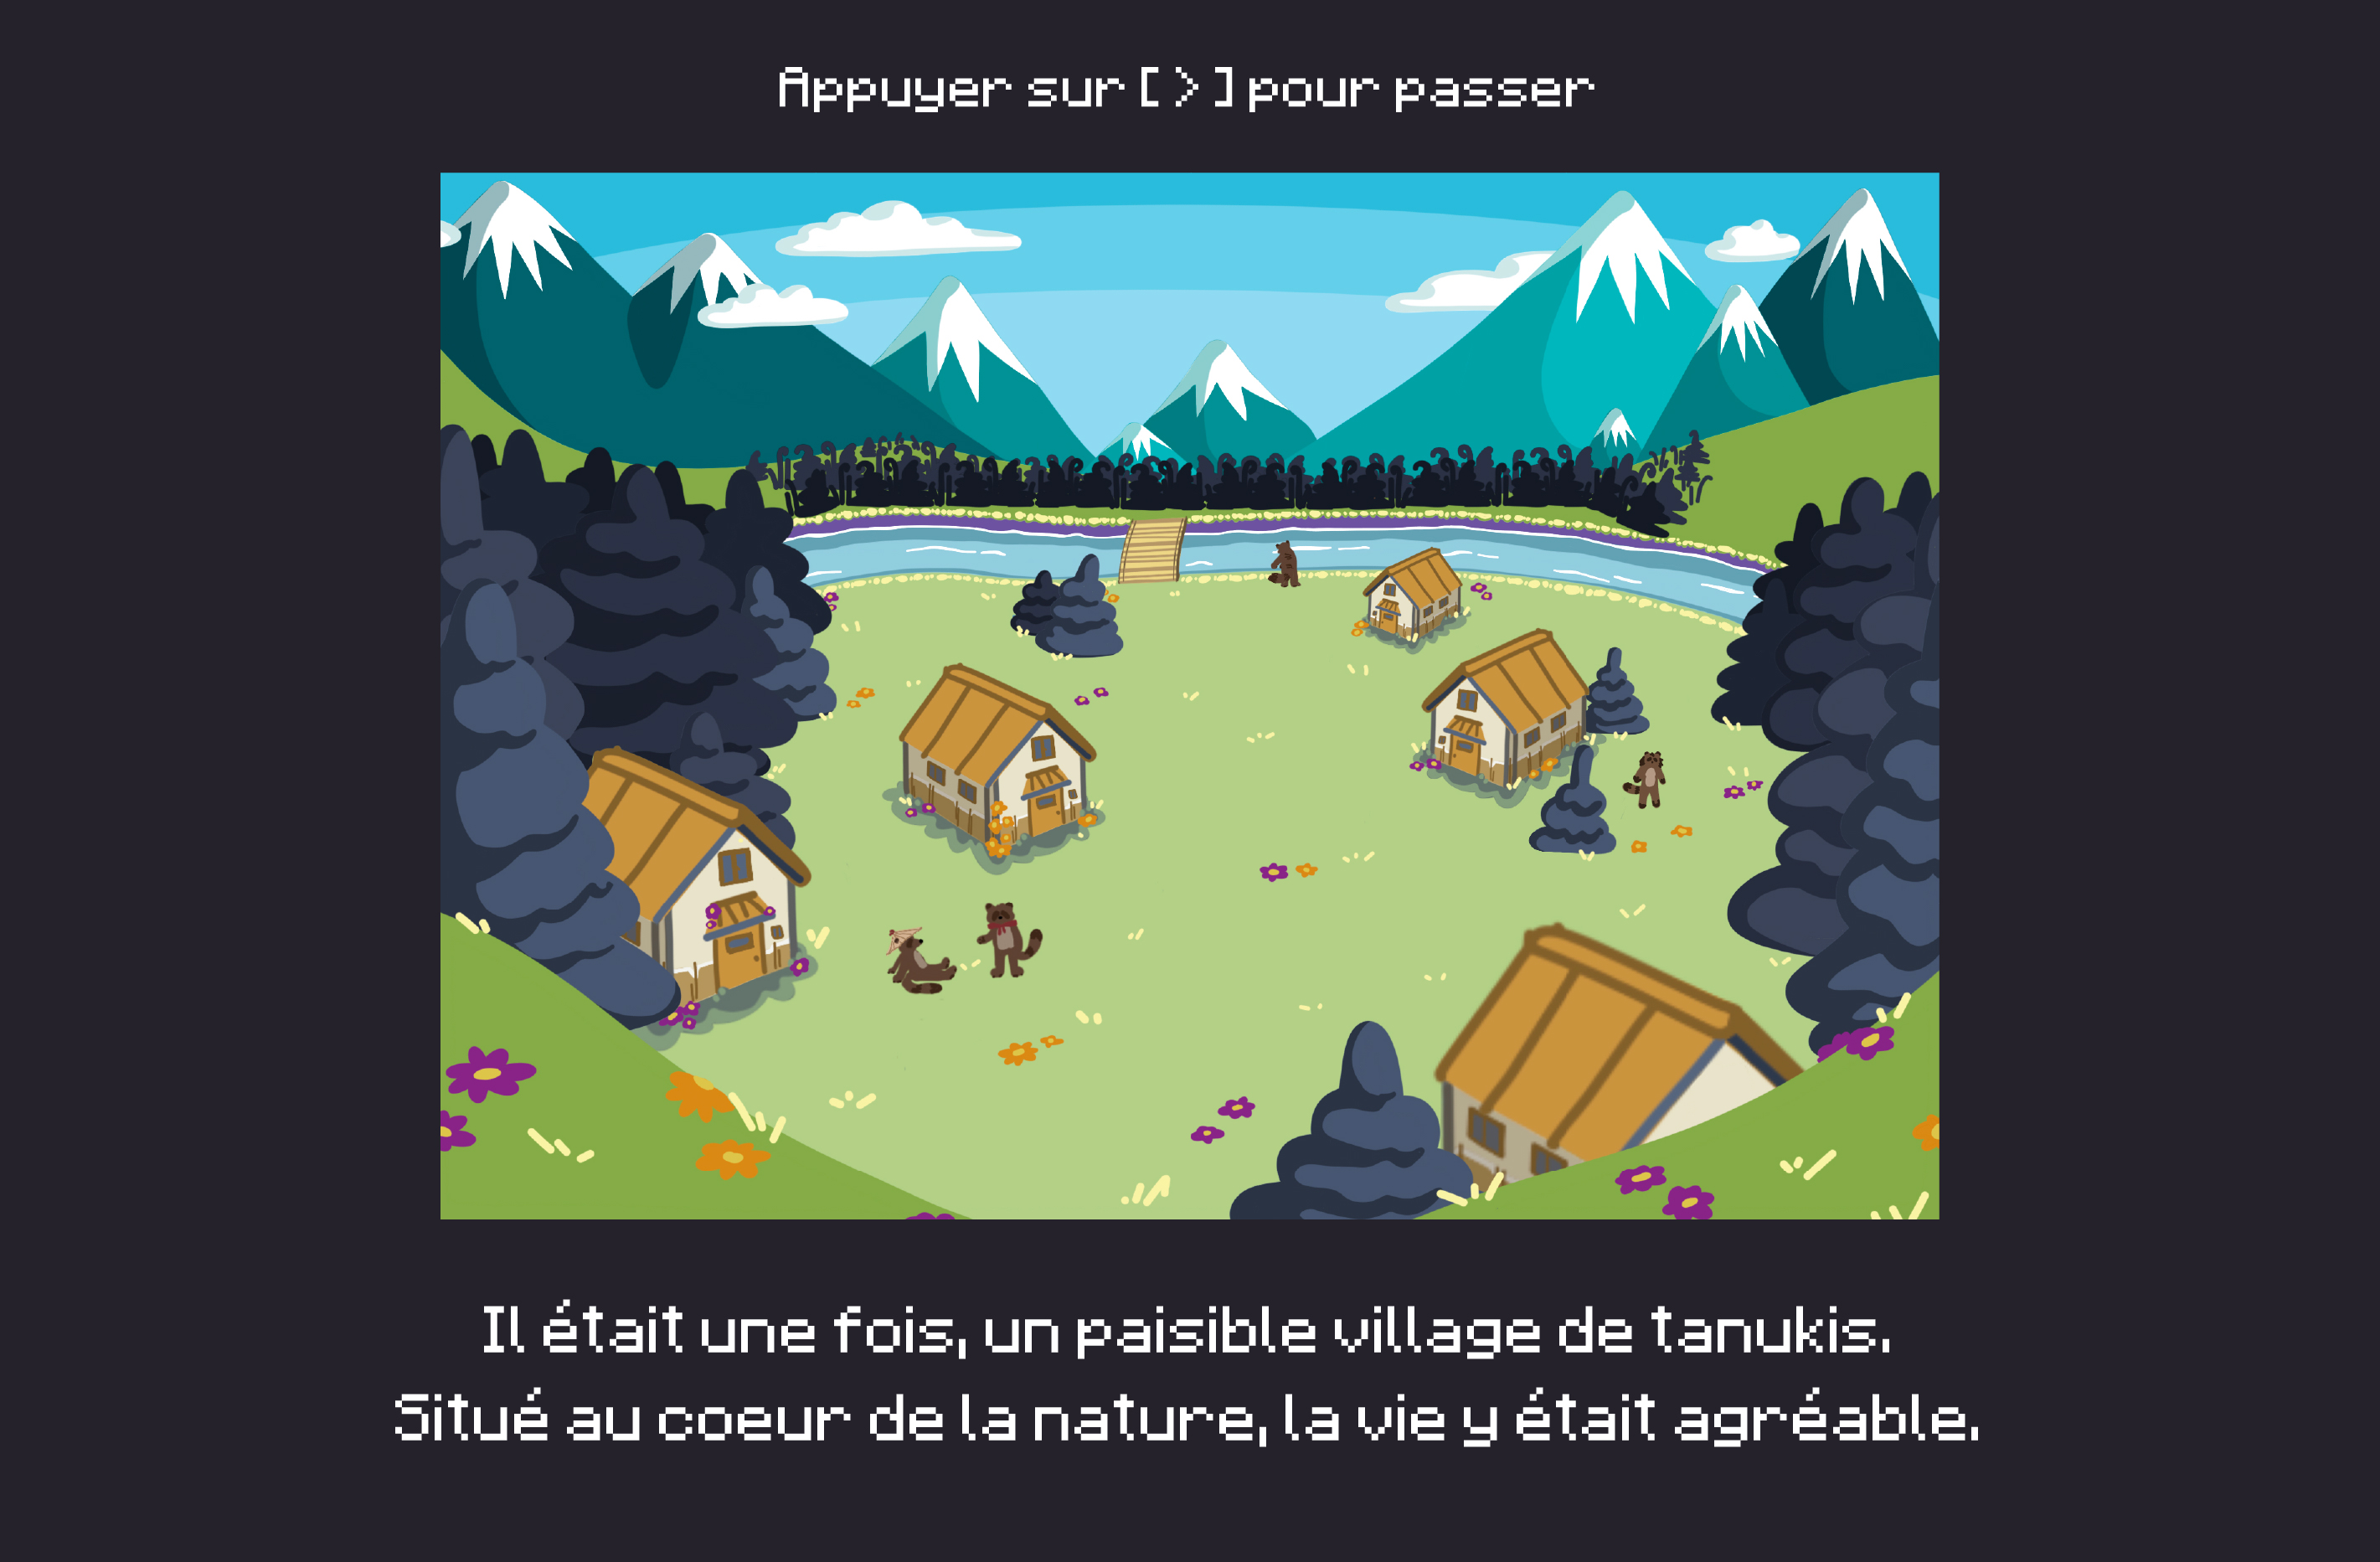 Appuyer sur [>] pour passer
Il était une fois, un paisible village de tanukis.
Situé au coeur de la nature, la vie y était agréable.